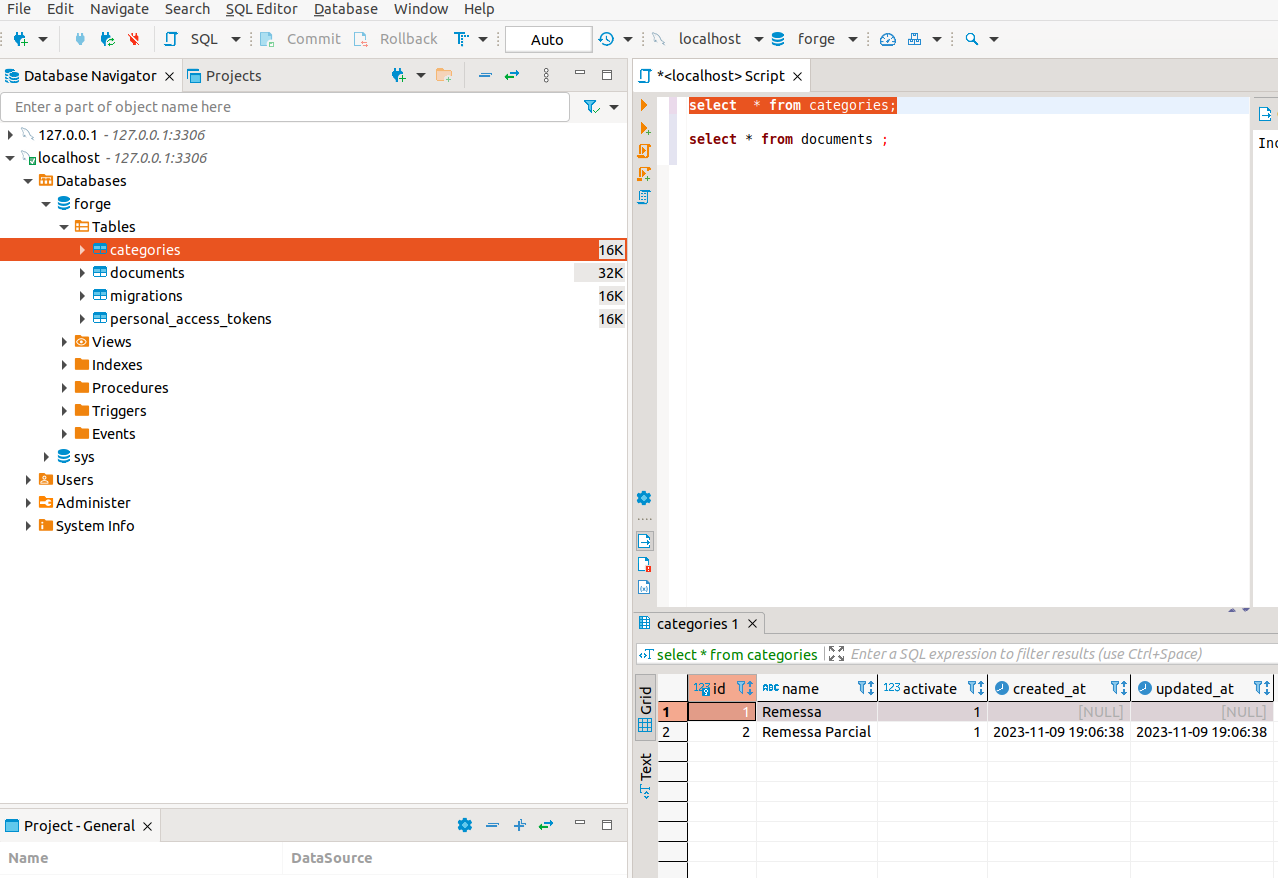 File Edit Navigate Search SQL Editor Database Window Help
SQL Commit Rollback Auto localhost forge
Database Navigator Projects
Enter a part of object name here
127.0.0.1 - 127.0.0.1:3306
localhost - 127.0.0.1:3306
Databases
forge
Tables
categories 16K
documents 32K
migrations 16K
personal_access_tokens 16K
Views
Indexes
Procedures
Triggers
Events
sys
Users
Administer
System Info
Project - General
Name DataSource
*<localhost> Script
select  * from categories;
select * from documents ;
categories 1
select * from categories Enter a SQL expression to filter results (use Ctrl+Space)
Grid
Text
123 id ABC name 123 activate created_at updated_at
1 1 Remessa 1 [NULL] [NULL]
2 2 Remessa Parcial 1 2023-11-09 19:06:38 2023-11-09 19:06:38